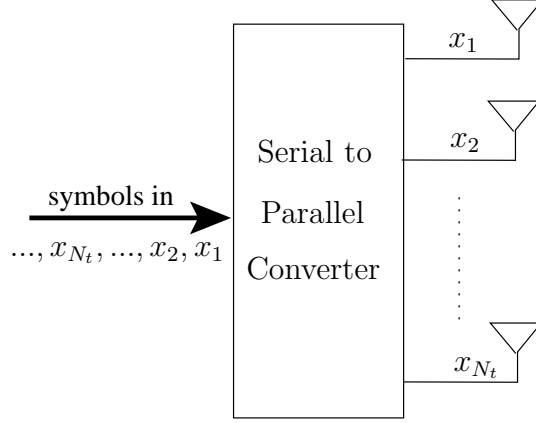 symbols in
..., x_{N_t}, ..., x_2, x_1
Serial to
Parallel
Converter
x_1
x_2
x_{N_t}